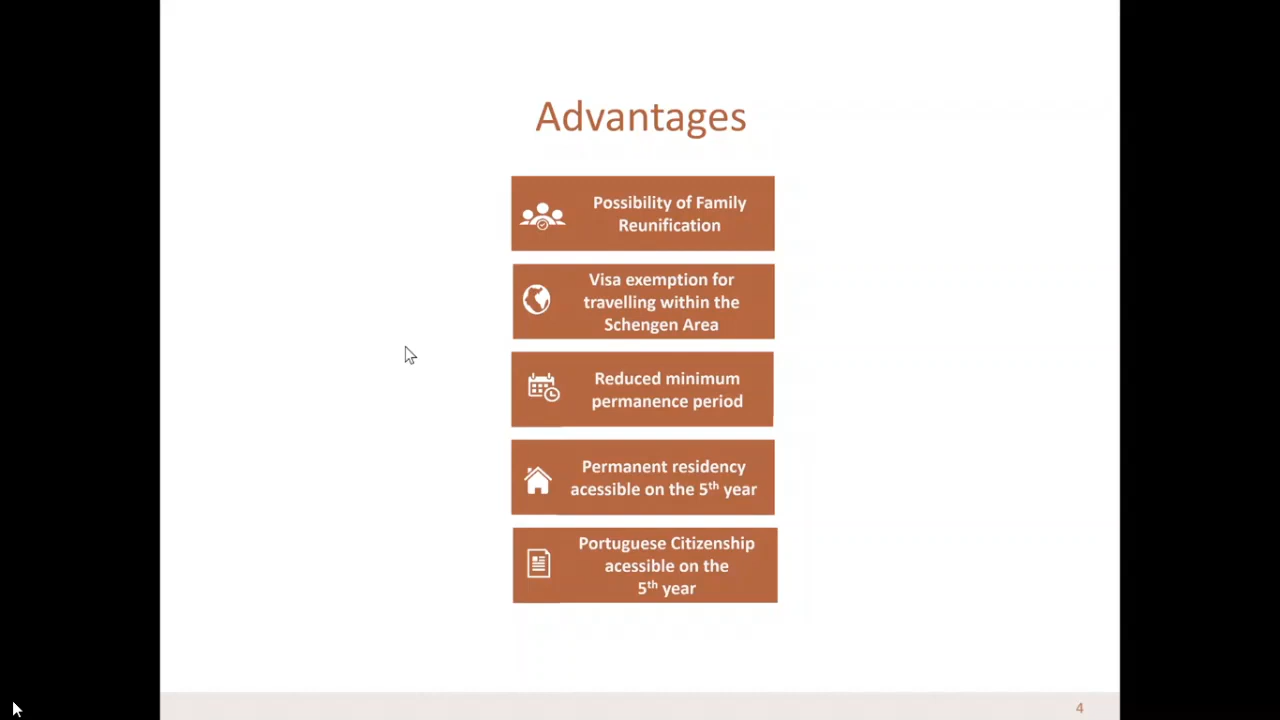 Advantages
Possibility of Family
Reunification
Visa exemption for
travelling within the
Schengen Area
Reduced minimum
permanence period
Permanent residency
acessible on the 5th year
Portuguese Citizenship
acessible on the
5th year
4